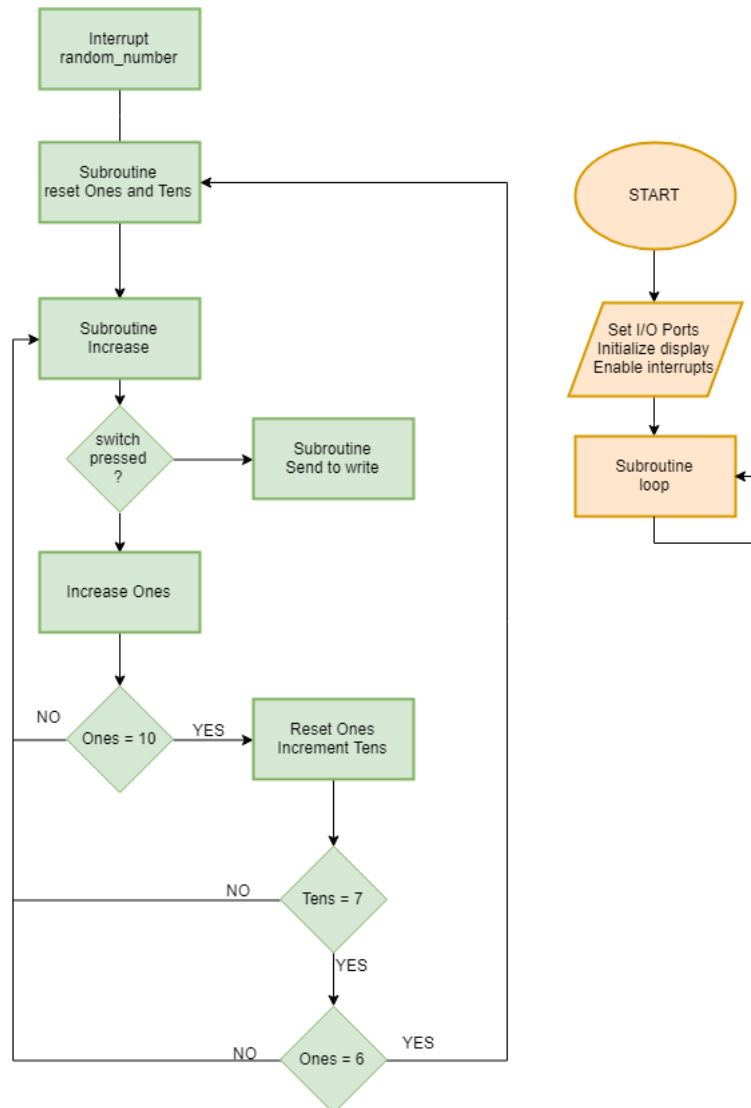 Interrupt
random_number
Subroutine
reset Ones and Tens
Subroutine
Increase
switch
pressed
?
Subroutine
Send to write
Increase Ones
NO
Ones = 10
YES
Reset Ones
Increment Tens
NO
Tens = 7
YES
NO
Ones = 6
YES
START
Set I/O Ports
Initialize display
Enable interrupts
Subroutine
loop